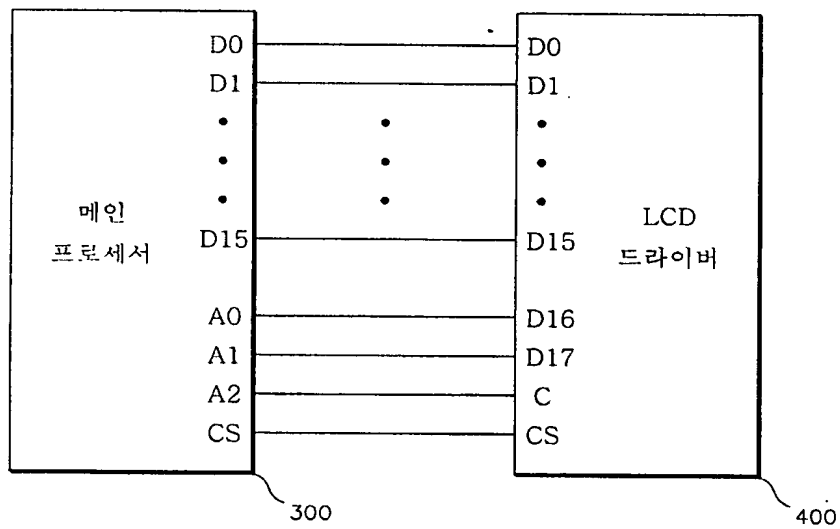 D0 D0
D1 D1
메인
프로세서
LCD
드라이버
D15 D15
A0 D16
A1 D17
A2 C
CS CS
300
400